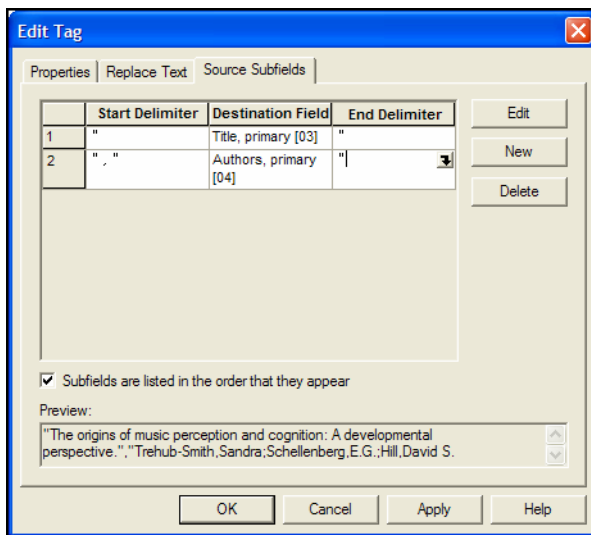 Edit Tag
Properties Replace Text Source Subfields
Start Delimiter Destination Field End Delimiter
1 " Title, primary [03] "
2 " , " Authors, primary "
[04]
Edit
New
Delete
Subfields are listed in the order that they appear
Preview:
"The origins of music perception and cognition: A developmental
perspective.","Trehub-Smith,Sandra;Schellenberg,E.G.;Hill,David S.
OK Cancel Apply Help